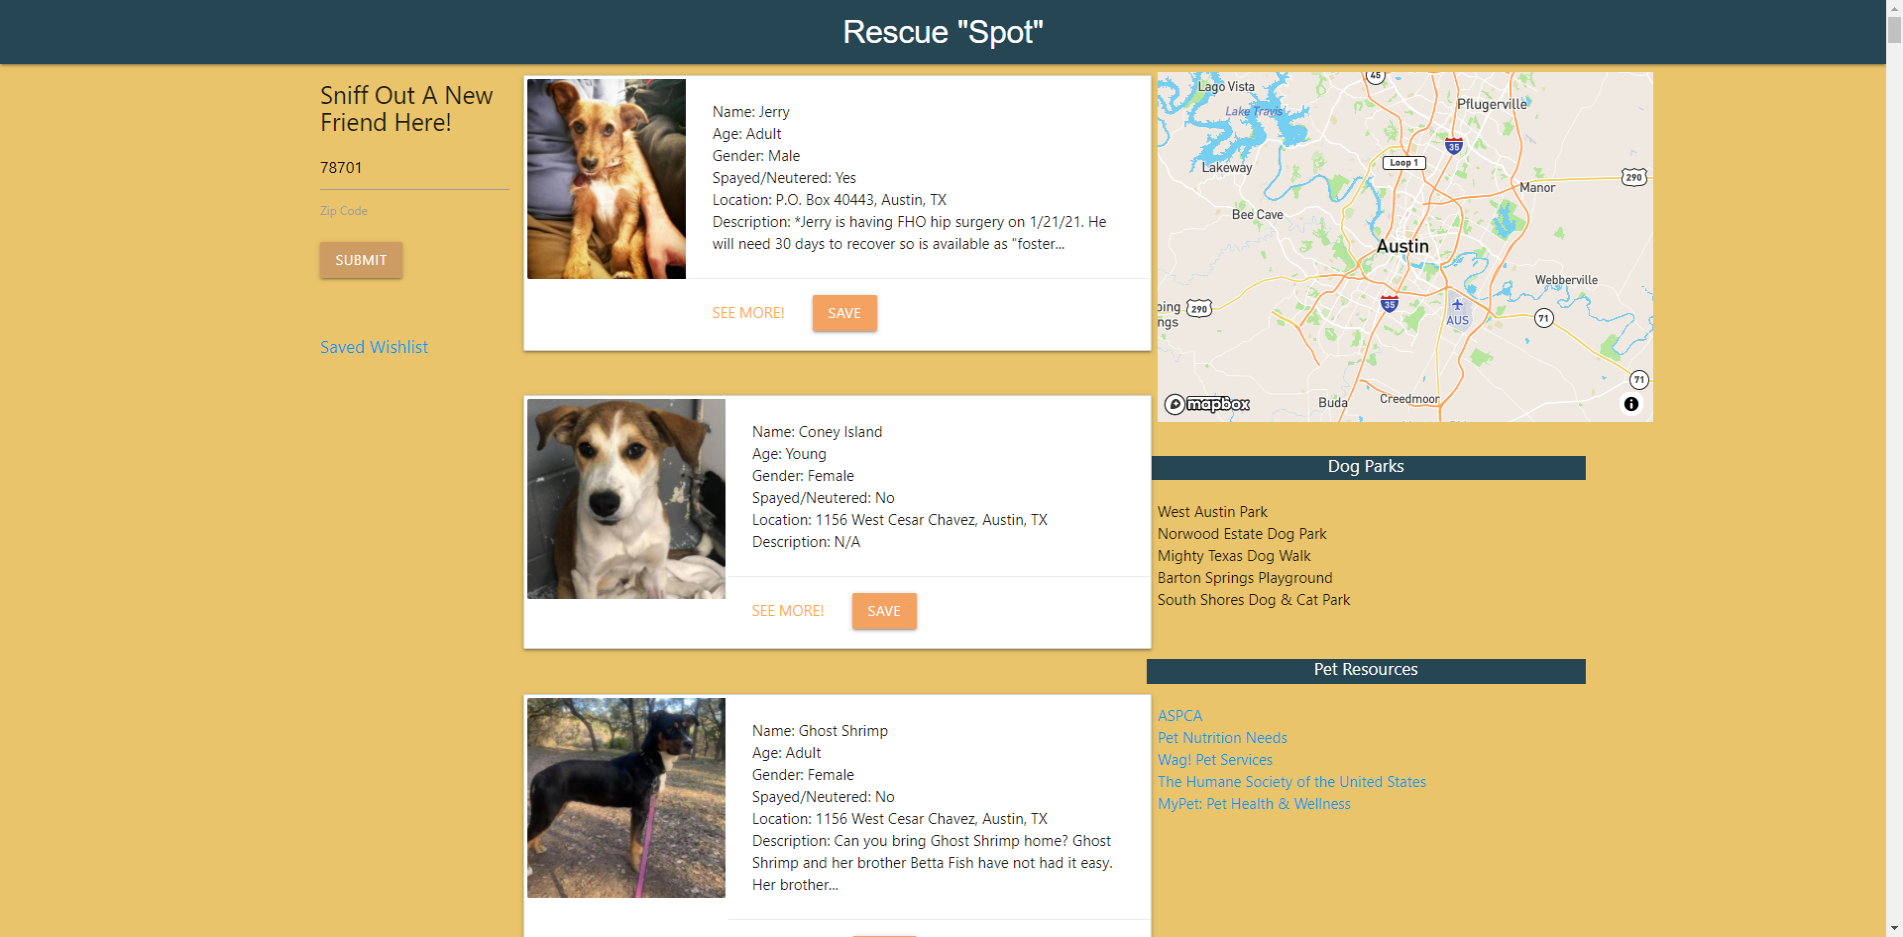 Rescue "Spot"
Sniff Out A New
Friend Here!
78701
Zip Code
SUBMIT
Saved Wishlist
Name: Jerry
Age: Adult
Gender: Male
Spayed/Neutered: Yes
Location: P.O. Box 40443, Austin, TX
Description: *Jerry is having FHO hip surgery on 1/21/21. He
will need 30 days to recover so is available as "foster...
SEE MORE!
SAVE
Name: Coney Island
Age: Young
Gender: Female
Spayed/Neutered: No
Location: 1156 West Cesar Chavez, Austin, TX
Description: N/A
SEE MORE!
SAVE
Name: Ghost Shrimp
Age: Adult
Gender: Female
Spayed/Neutered: No
Location: 1156 West Cesar Chavez, Austin, TX
Description: Can you bring Ghost Shrimp home? Ghost
Shrimp and her brother Betta Fish have not had it easy.
Her brother...
45
Lago Vista
Pflugerville
Lake Travis
35
Loop 1
Lakeway
290
Manor
Bee Cave
Austin
Webberville
ping
ngs
290
35
AUS
71
71
Buda
Creedmoor
mapbox
Dog Parks
West Austin Park
Norwood Estate Dog Park
Mighty Texas Dog Walk
Barton Springs Playground
South Shores Dog & Cat Park
Pet Resources
ASPCA
Pet Nutrition Needs
Wag! Pet Services
The Humane Society of the United States
MyPet: Pet Health & Wellness